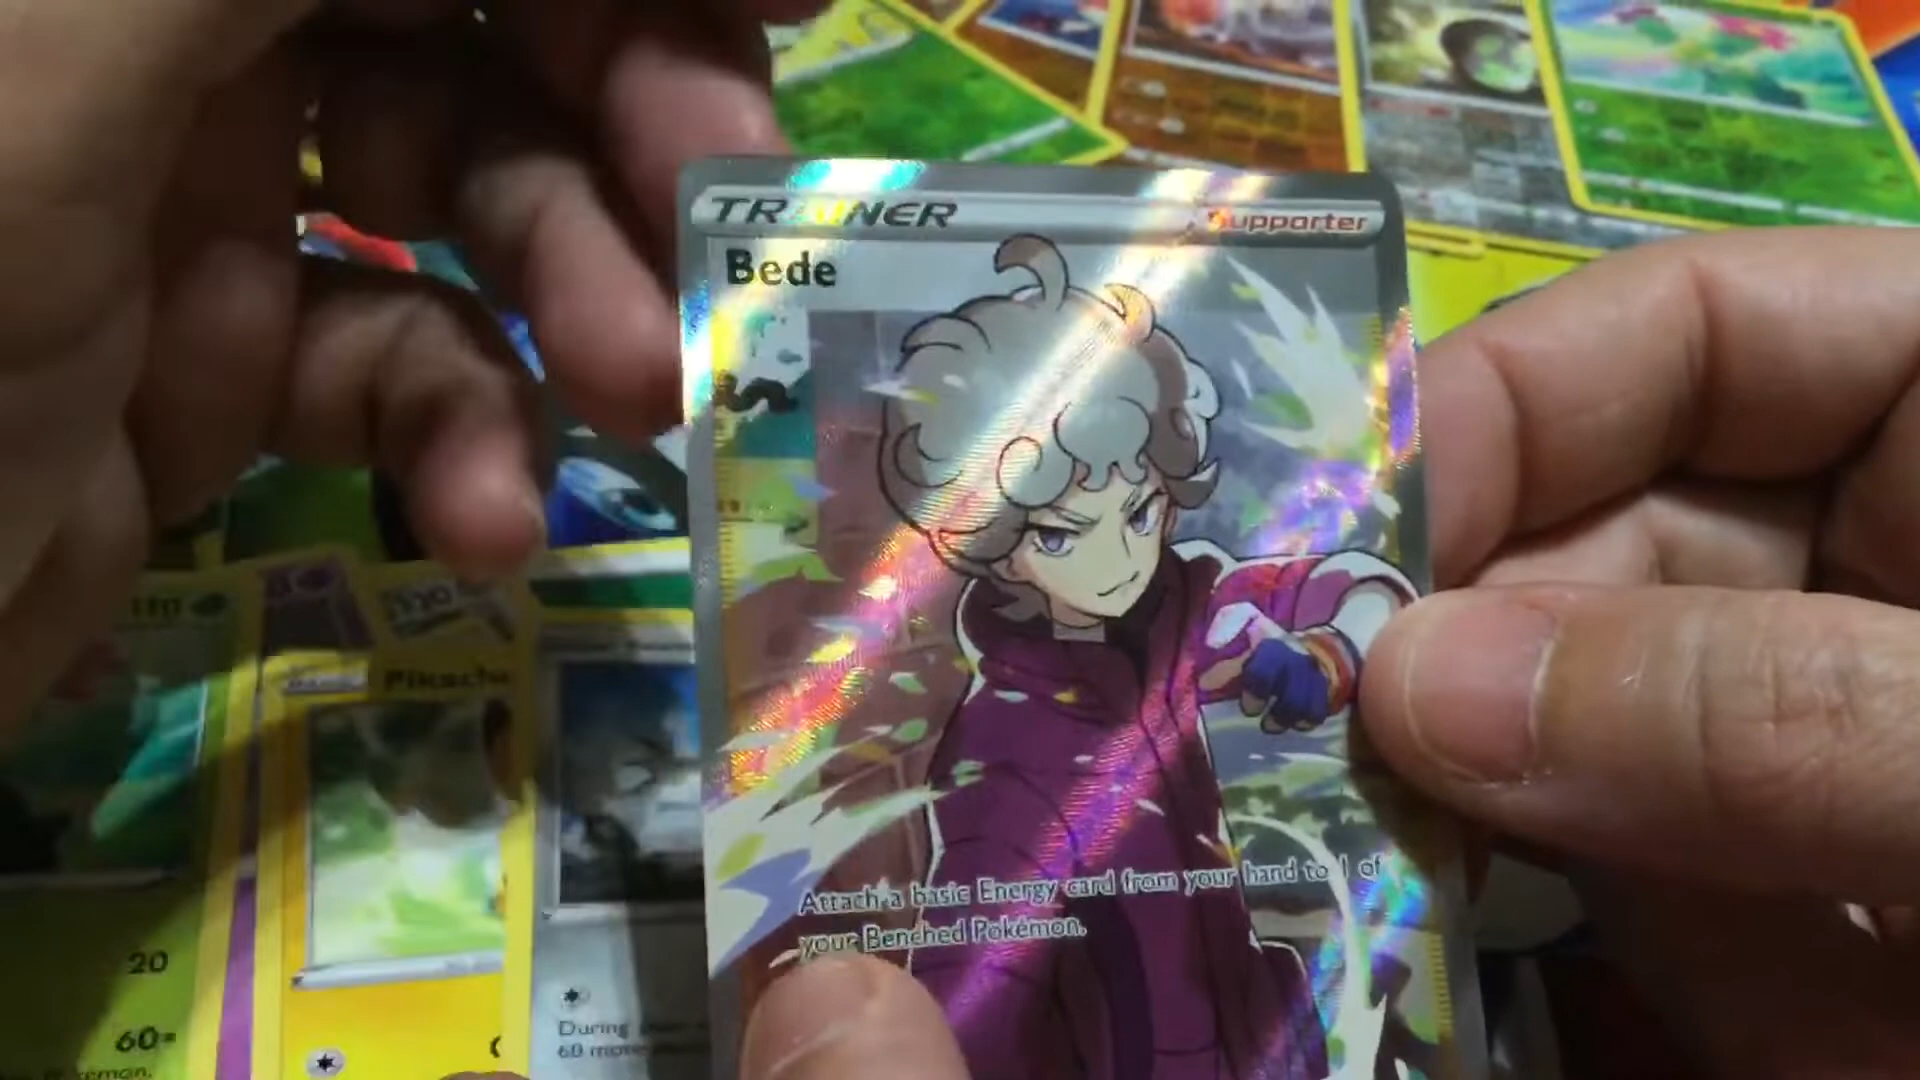 TRAINER
Supporter
Bede
Attach a basic Energy card from your hand to 1 of
your Benched Pokémon.
110
Pikachu
20
60
During
60 more